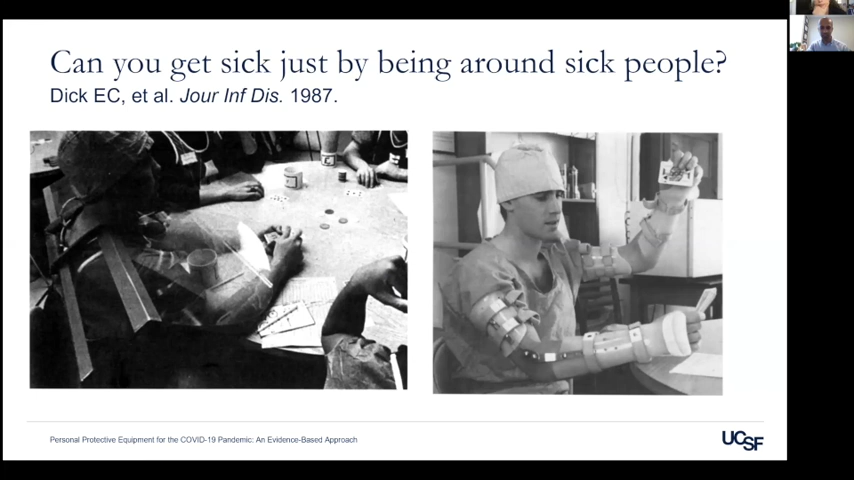 Can you get sick just by being around sick people?
Dick EC, et al. Jour Inf Dis. 1987.
Personal Protective Equipment for the COVID-19 Pandemic: An Evidence-Based Approach
UCSF